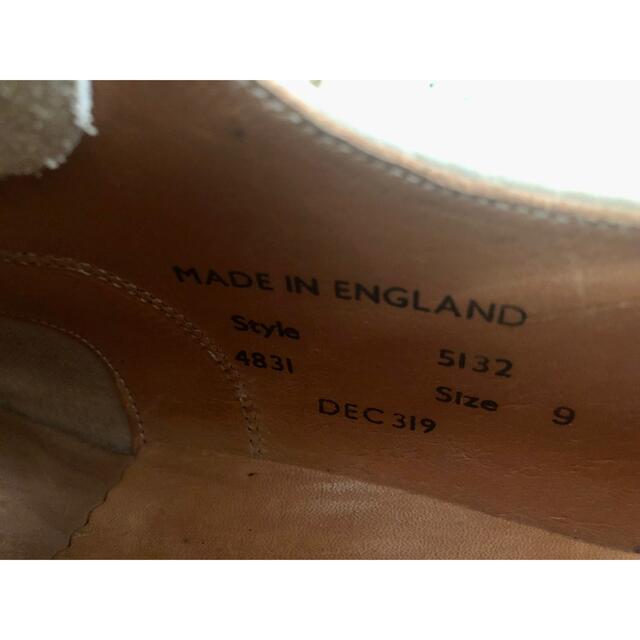 MADE IN ENGLAND
Style
4831 5132
Size 9
DEC 319